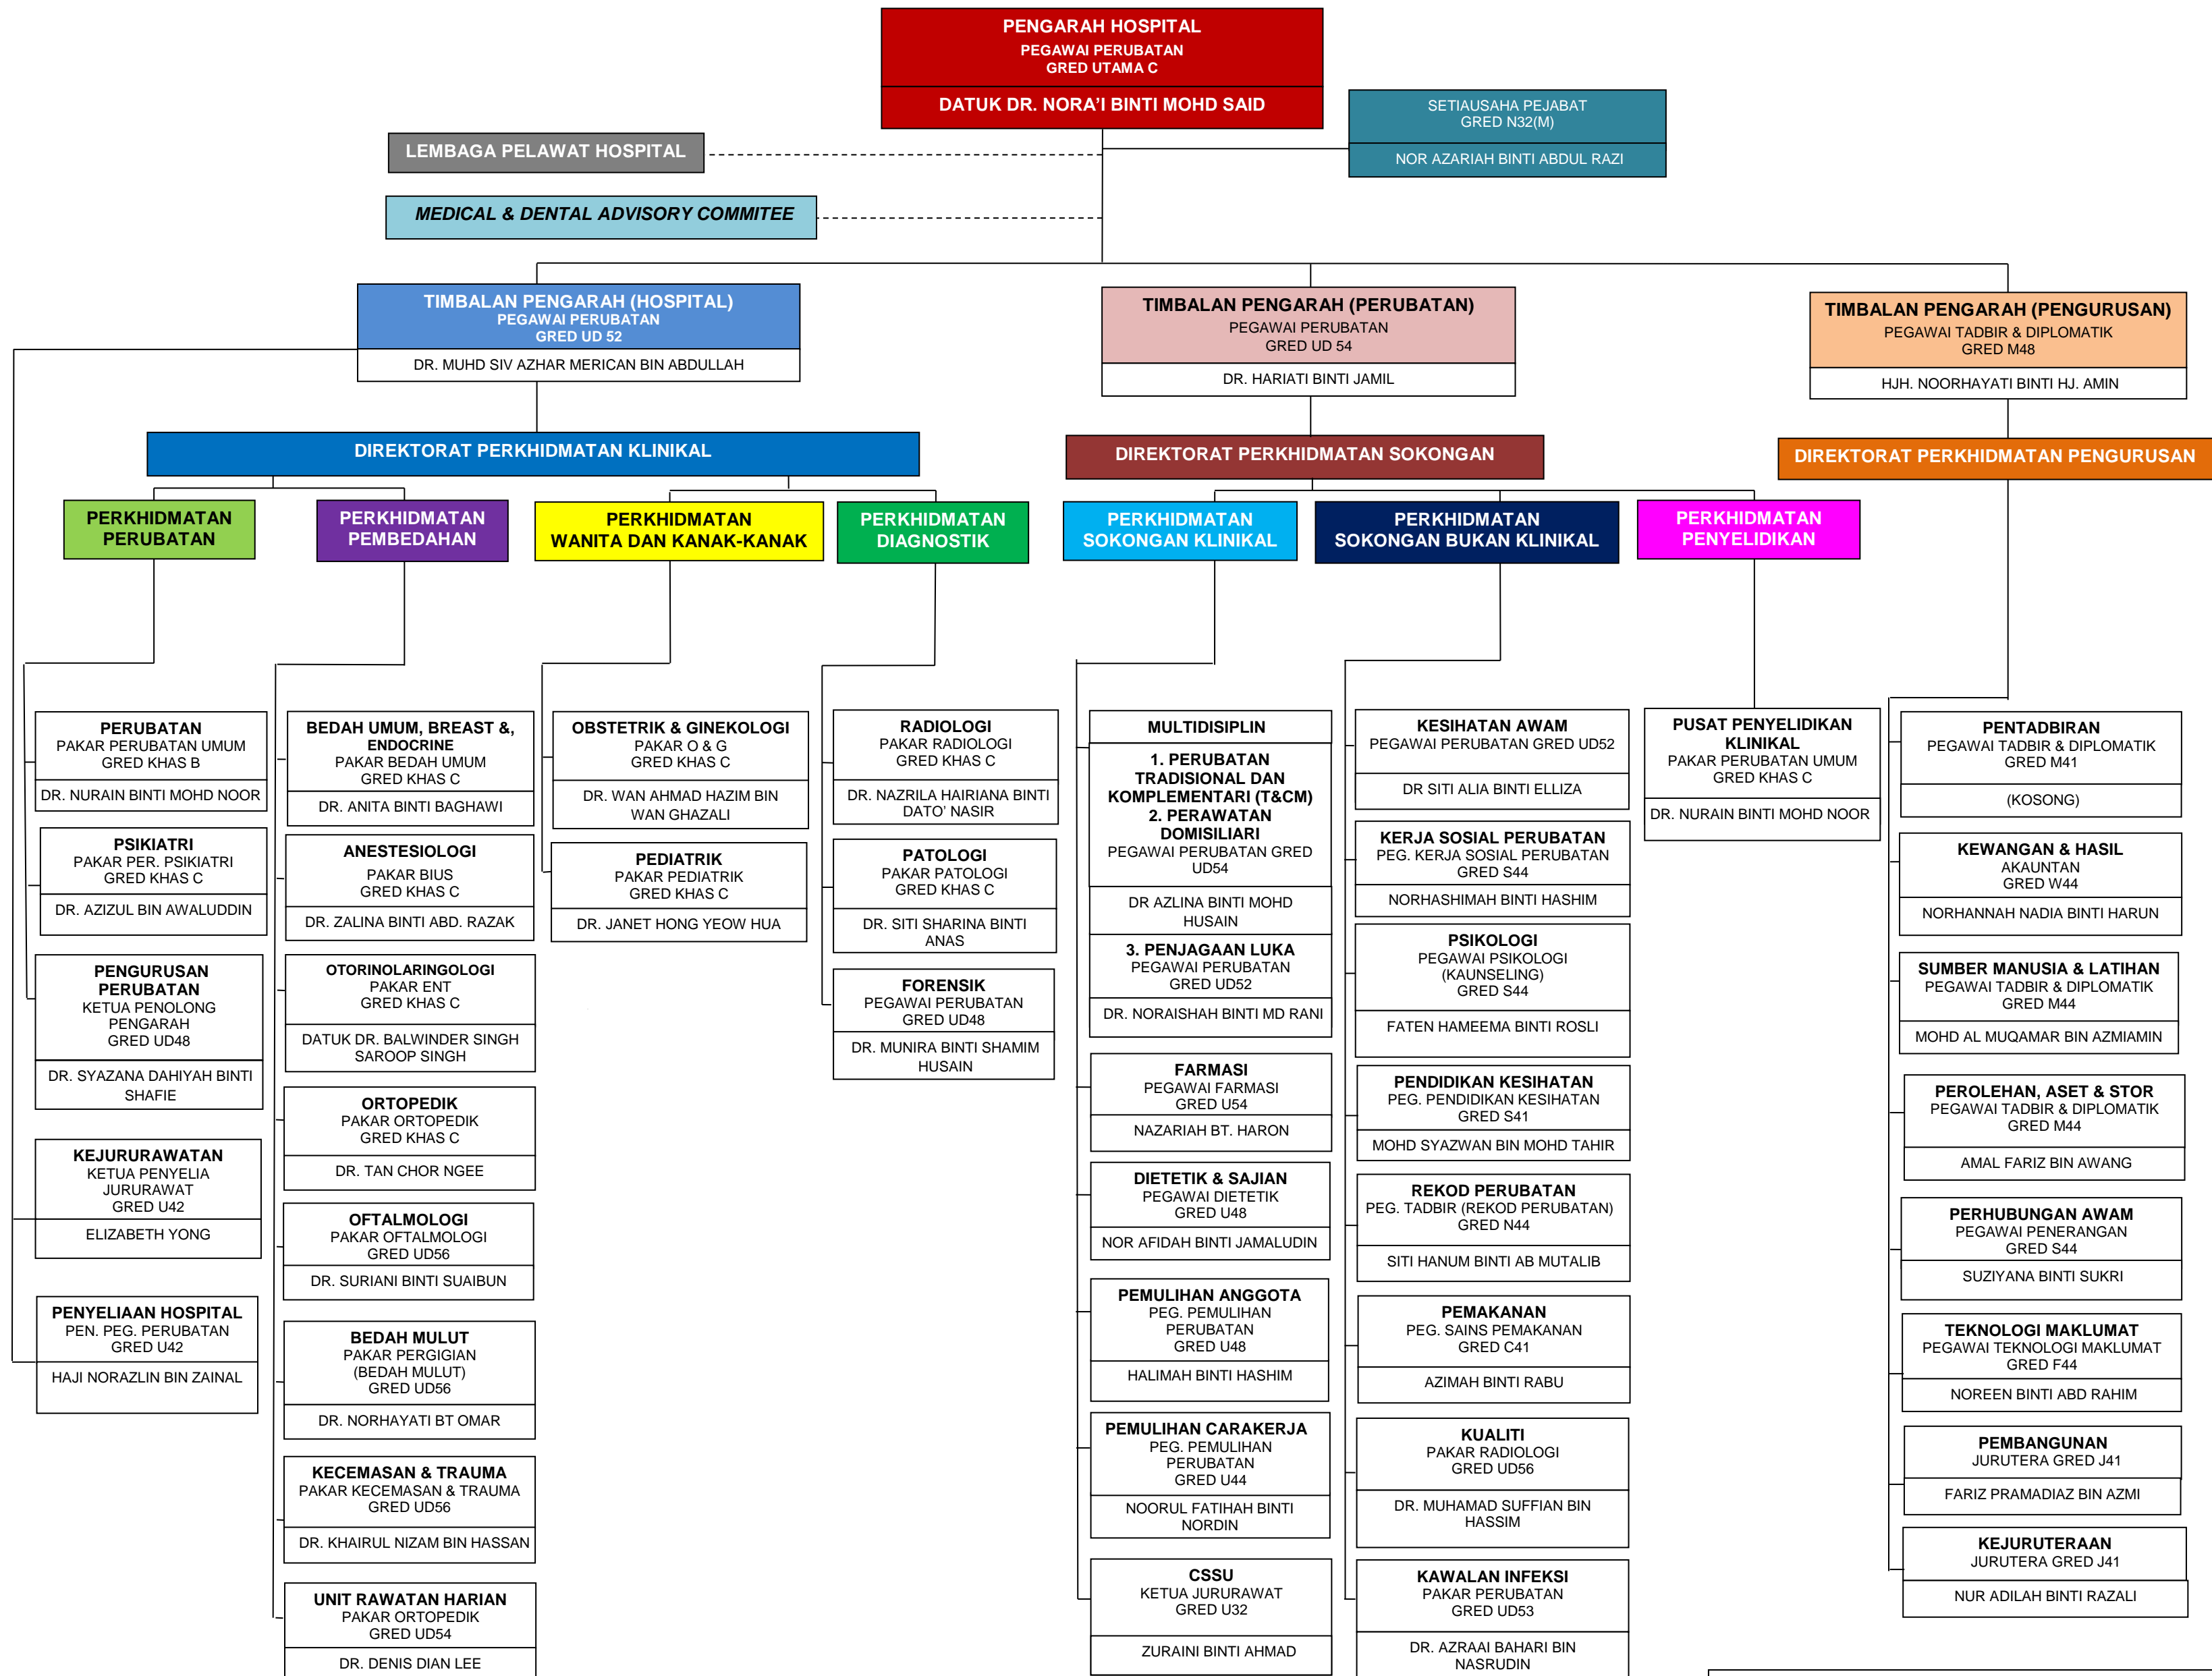 PENGARAH HOSPITAL
PEGAWAI PERUBATAN
GRED UTAMA C
DATUK DR. NORA'I BINTI MOHD SAID
SETIAUSAHA PEJABAT
GRED N32(M)
NOR AZARIAH BINTI ABDUL RAZI
LEMBAGA PELAWAT HOSPITAL
MEDICAL & DENTAL ADVISORY COMMITEE
TIMBALAN PENGARAH (HOSPITAL)
PEGAWAI PERUBATAN
GRED UD 52
DR. MUHD SIV AZHAR MERICAN BIN ABDULLAH
TIMBALAN PENGARAH (PERUBATAN)
PEGAWAI PERUBATAN
GRED UD 54
DR. HARIATI BINTI JAMIL
TIMBALAN PENGARAH (PENGURUSAN)
PEGAWAI TADBIR & DIPLOMATIK
GRED M48
HJH. NOORHAYATI BINTI HJ. AMIN
DIREKTORAT PERKHIDMATAN KLINIKAL
DIREKTORAT PERKHIDMATAN SOKONGAN
DIREKTORAT PERKHIDMATAN PENGURUSAN
PERKHIDMATAN
PERUBATAN
PERKHIDMATAN
PEMBEDAHAN
PERKHIDMATAN
WANITA DAN KANAK-KANAK
PERKHIDMATAN
DIAGNOSTIK
PERKHIDMATAN
SOKONGAN KLINIKAL
PERKHIDMATAN
SOKONGAN BUKAN KLINIKAL
PERKHIDMATAN
PENYELIDIKAN
PERUBATAN
PAKAR PERUBATAN UMUM
GRED KHAS B
DR. NURAIN BINTI MOHD NOOR
PSIKIATRI
PAKAR PER. PSIKIATRI
GRED KHAS C
DR. AZIZUL BIN AWALUDDIN
PENGURUSAN
PERUBATAN
KETUA PENOLONG
PENGARAH
GRED UD48
DR. SYAZANA DAHIYAH BINTI
SHAFIE
KEJURURAWATAN
KETUA PENYELIA
JURURAWAT
GRED U42
ELIZABETH YONG
PENYELIAAN HOSPITAL
PEN. PEG. PERUBATAN
GRED U42
HAJI NORAZLIN BIN ZAINAL
BEDAH UMUM, BREAST &,
ENDOCRINE
PAKAR BEDAH UMUM
GRED KHAS C
DR. ANITA BINTI BAGHAWI
ANESTESIOLOGI
PAKAR BIUS
GRED KHAS C
DR. ZALINA BINTI ABD. RAZAK
OTORINOLARINGOLOGI
PAKAR ENT
GRED KHAS C
DATUK DR. BALWINDER SINGH
SAROOP SINGH
ORTOPEDIK
PAKAR ORTOPEDIK
GRED KHAS C
DR. TAN CHOR NGEE
OFTALMOLOGI
PAKAR OFTALMOLOGI
GRED UD56
DR. SURIANI BINTI SUAIBUN
BEDAH MULUT
PAKAR PERGIGIAN
(BEDAH MULUT)
GRED UD56
DR. NORHAYATI BT OMAR
KECEMASAN & TRAUMA
PAKAR KECEMASAN & TRAUMA
GRED UD56
DR. KHAIRUL NIZAM BIN HASSAN
UNIT RAWATAN HARIAN
PAKAR ORTOPEDIK
GRED UD54
DR. DENIS DIAN LEE
OBSTETRIK & GINEKOLOGI
PAKAR O & G
GRED KHAS C
DR. WAN AHMAD HAZIM BIN
WAN GHAZALI
PEDIATRIK
PAKAR PEDIATRIK
GRED KHAS C
DR. JANET HONG YEOW HUA
RADIOLOGI
PAKAR RADIOLOGI
GRED KHAS C
DR. NAZRILA HAIRIANA BINTI
DATO' NASIR
PATOLOGI
PAKAR PATOLOGI
GRED KHAS C
DR. SITI SHARINA BINTI
ANAS
FORENSIK
PEGAWAI PERUBATAN
GRED UD48
DR. MUNIRA BINTI SHAMIM
HUSAIN
MULTIDISIPLIN
1. PERUBATAN
TRADISIONAL DAN
KOMPLEMENTARI (T&CM)
2. PERAWATAN
DOMISILIARI
PEGAWAI PERUBATAN GRED
UD54
DR AZLINA BINTI MOHD
HUSAIN
3. PENJAGAAN LUKA
PEGAWAI PERUBATAN
GRED UD52
DR. NORAISHAH BINTI MD RANI
FARMASI
PEGAWAI FARMASI
GRED U54
NAZARIAH BT. HARON
DIETETIK & SAJIAN
PEGAWAI DIETETIK
GRED U48
NOR AFIDAH BINTI JAMALUDIN
PEMULIHAN ANGGOTA
PEG. PEMULIHAN
PERUBATAN
GRED U48
HALIMAH BINTI HASHIM
PEMULIHAN CARAKERJA
PEG. PEMULIHAN
PERUBATAN
GRED U44
NOORUL FATIHAH BINTI
NORDIN
CSSU
KETUA JURURAWAT
GRED U32
ZURAINI BINTI AHMAD
KESIHATAN AWAM
PEGAWAI PERUBATAN GRED UD52
DR SITI ALIA BINTI ELLIZA
KERJA SOSIAL PERUBATAN
PEG. KERJA SOSIAL PERUBATAN
GRED S44
NORHASHIMAH BINTI HASHIM
PSIKOLOGI
PEGAWAI PSIKOLOGI
(KAUNSELING)
GRED S44
FATEN HAMEEMA BINTI ROSLI
PENDIDIKAN KESIHATAN
PEG. PENDIDIKAN KESIHATAN
GRED S41
MOHD SYAZWAN BIN MOHD TAHIR
REKOD PERUBATAN
PEG. TADBIR (REKOD PERUBATAN)
GRED N44
SITI HANUM BINTI AB MUTALIB
PEMAKANAN
PEG. SAINS PEMAKANAN
GRED C41
AZIMAH BINTI RABU
KUALITI
PAKAR RADIOLOGI
GRED UD56
DR. MUHAMAD SUFFIAN BIN
HASSIM
KAWALAN INFEKSI
PAKAR PERUBATAN
GRED UD53
DR. AZRAAI BAHARI BIN
NASRUDIN
PUSAT PENYELIDIKAN
KLINIKAL
PAKAR PERUBATAN UMUM
GRED KHAS C
DR. NURAIN BINTI MOHD NOOR
PENTADBIRAN
PEGAWAI TADBIR & DIPLOMATIK
GRED M41
(KOSONG)
KEWANGAN & HASIL
AKAUNTAN
GRED W44
NORHANNAH NADIA BINTI HARUN
SUMBER MANUSIA & LATIHAN
PEGAWAI TADBIR & DIPLOMATIK
GRED M44
MOHD AL MUQAMAR BIN AZMIAMIN
PEROLEHAN, ASET & STOR
PEGAWAI TADBIR & DIPLOMATIK
GRED M44
AMAL FARIZ BIN AWANG
PERHUBUNGAN AWAM
PEGAWAI PENERANGAN
GRED S44
SUZIYANA BINTI SUKRI
TEKNOLOGI MAKLUMAT
PEGAWAI TEKNOLOGI MAKLUMAT
GRED F44
NOREEN BINTI ABD RAHIM
PEMBANGUNAN
JURUTERA GRED J41
FARIZ PRAMADIAZ BIN AZMI
KEJURUTERAAN
JURUTERA GRED J41
NUR ADILAH BINTI RAZALI